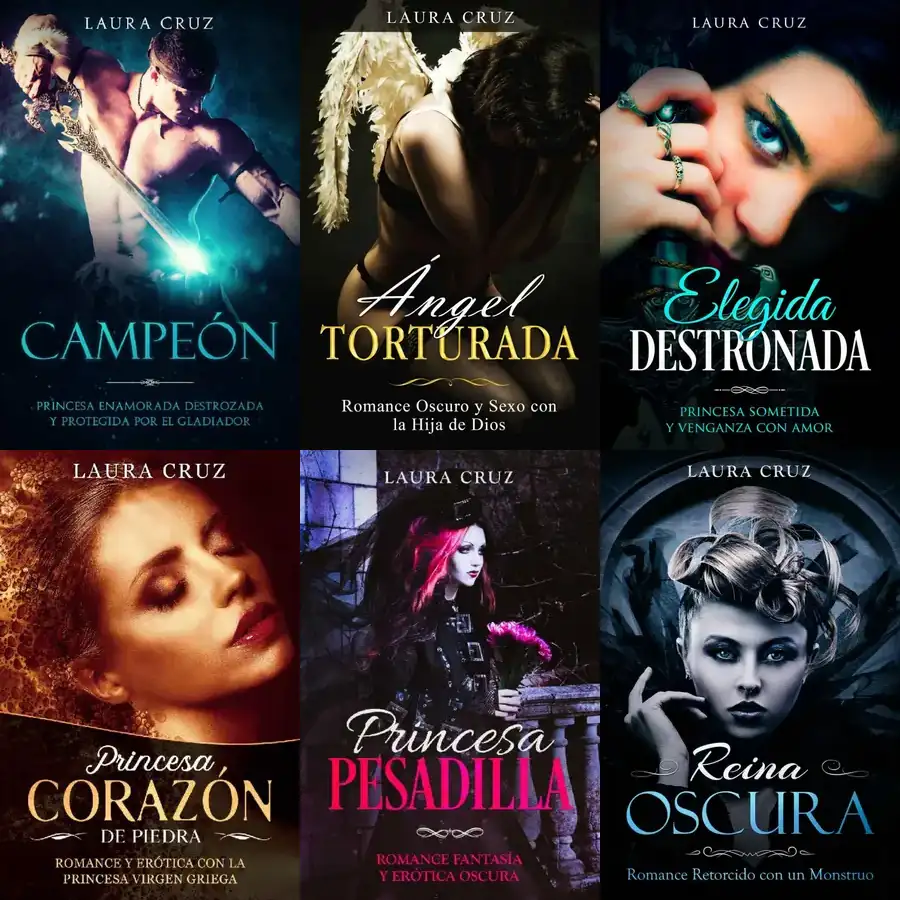 LAURA CRUZ
CAMPEÓN
PRINCESA ENAMORADA DESTROZADA
Y PROTEGIDA POR EL GLADIADOR
LAURA CRUZ
Ángel
TORTURADA
Romance Oscuro y Sexo con
la Hija de Dios
LAURA CRUZ
Elegida
DESTRONADA
PRINCESA SOMETIDA
Y VENGANZA CON AMOR
LAURA CRUZ
Princesa
CORAZÓN
DE PIEDRA
ROMANCE Y ERÓTICA CON LA
PRINCESA VIRGEN GRIEGA
LAURA CRUZ
Princesa
PESADILLA
ROMANCE FANTASÍA
Y ERÓTICA OSCURA
LAURA CRUZ
Reina
OSCURA
Romance Retorcido con un Monstruo